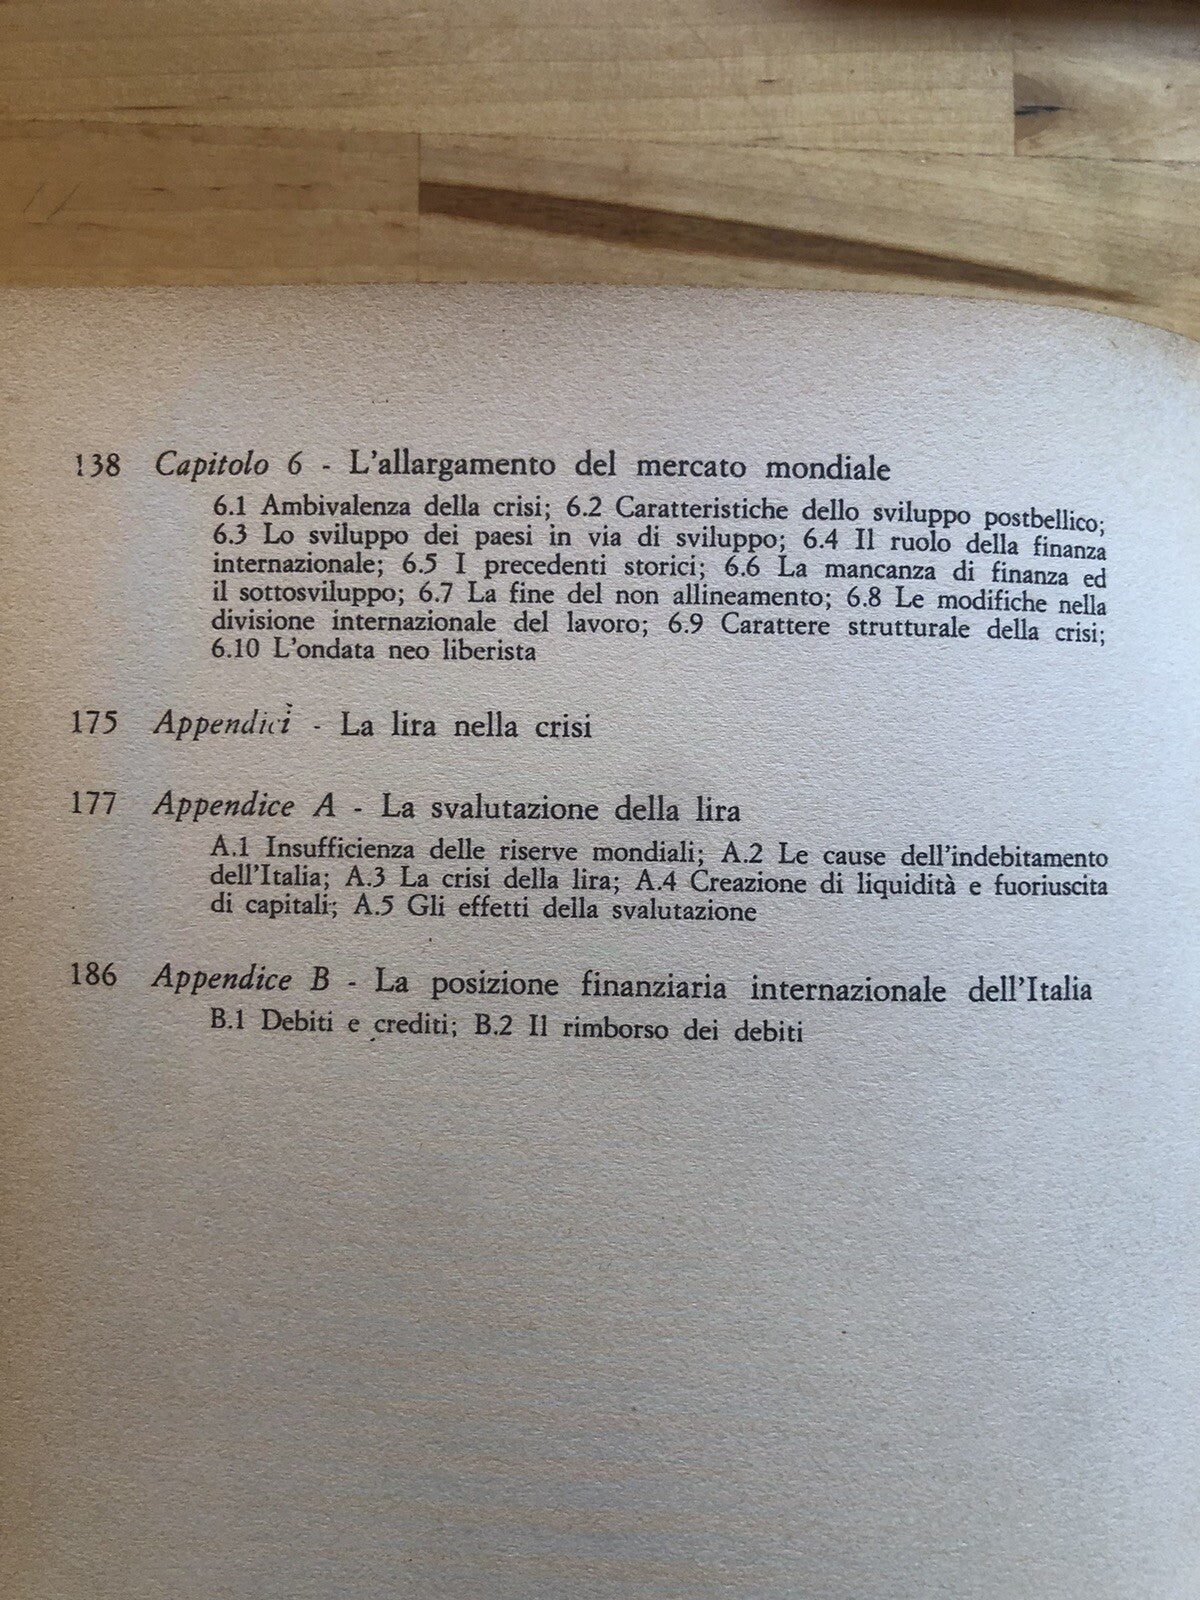 138 Capitolo 6 - L'allargamento del mercato mondiale
6.1 Ambivalenza della crisi; 6.2 Caratteristiche dello sviluppo postbellico;
6.3 Lo sviluppo dei paesi in via di sviluppo; 6.4 Il ruolo della finanza
internazionale; 6.5 I precedenti storici; 6.6 La mancanza di finanza ed
il sottosviluppo; 6.7 La fine del non allineamento; 6.8 Le modifiche nella
divisione internazionale del lavoro; 6.9 Carattere strutturale della crisi;
6.10 L'ondata neo liberista
175 Appendici - La lira nella crisi
177 Appendice A - La svalutazione della lira
A.1 Insufficienza delle riserve mondiali; A.2 Le cause dell'indebitamento
dell'Italia; A.3 La crisi della lira; A.4 Creazione di liquidità e fuoriuscita
di capitali; A.5 Gli effetti della svalutazione
186 Appendice B - La posizione finanziaria internazionale dell'Italia
B.1 Debiti e crediti; B.2 Il rimborso dei debiti